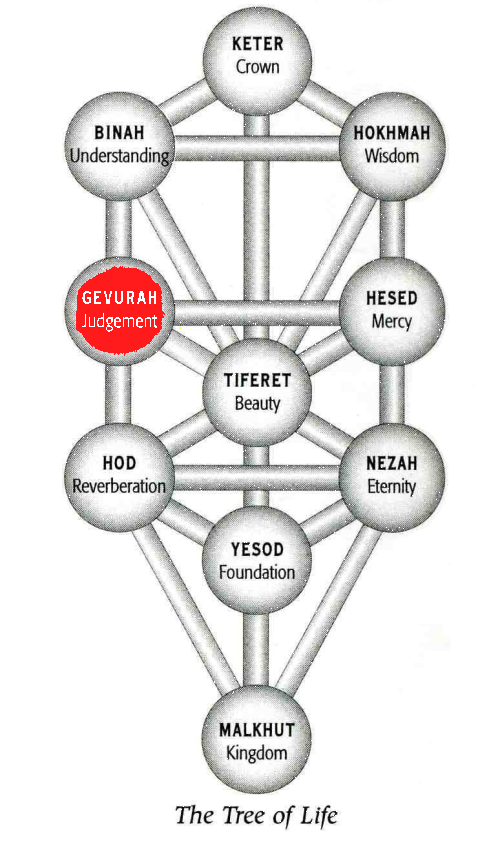 KETER
Crown
BINAH
Understanding
HOKHMAH
Wisdom
GEVURAH
Judgement
HESED
Mercy
TIFERET
Beauty
HOD
Reverberation
NEZAH
Eternity
YESOD
Foundation
MALKHUT
Kingdom
The Tree of Life